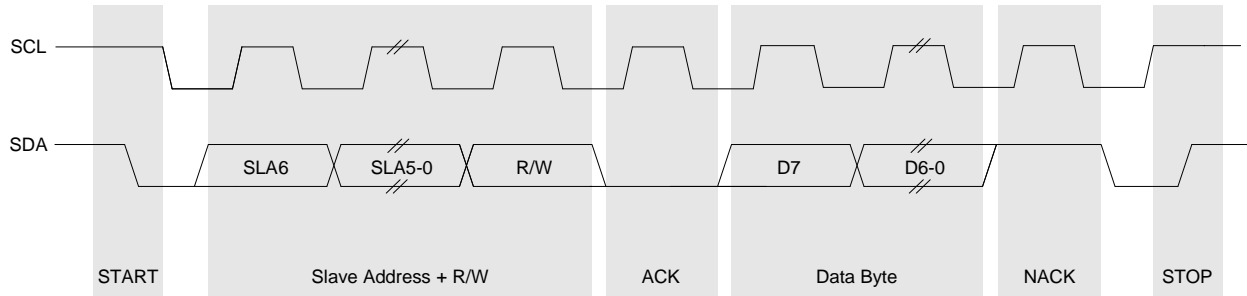 SCL
SDA
SLA6
SLA5-0
R/W
D7
D6-0
START
Slave Address + R/W
ACK
Data Byte
NACK
STOP